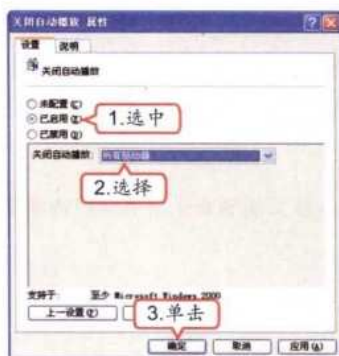 关闭自动播放 属性
设置 说明
关闭自动播放
未配置(C)
已启用(E)
1.选中
已禁用(D)
关闭自动播放: 所有驱动器
2.选择
支持于: 至少 Microsoft Windows 2000
上一设置(P)
3.单击
确定 取消 应用(A)